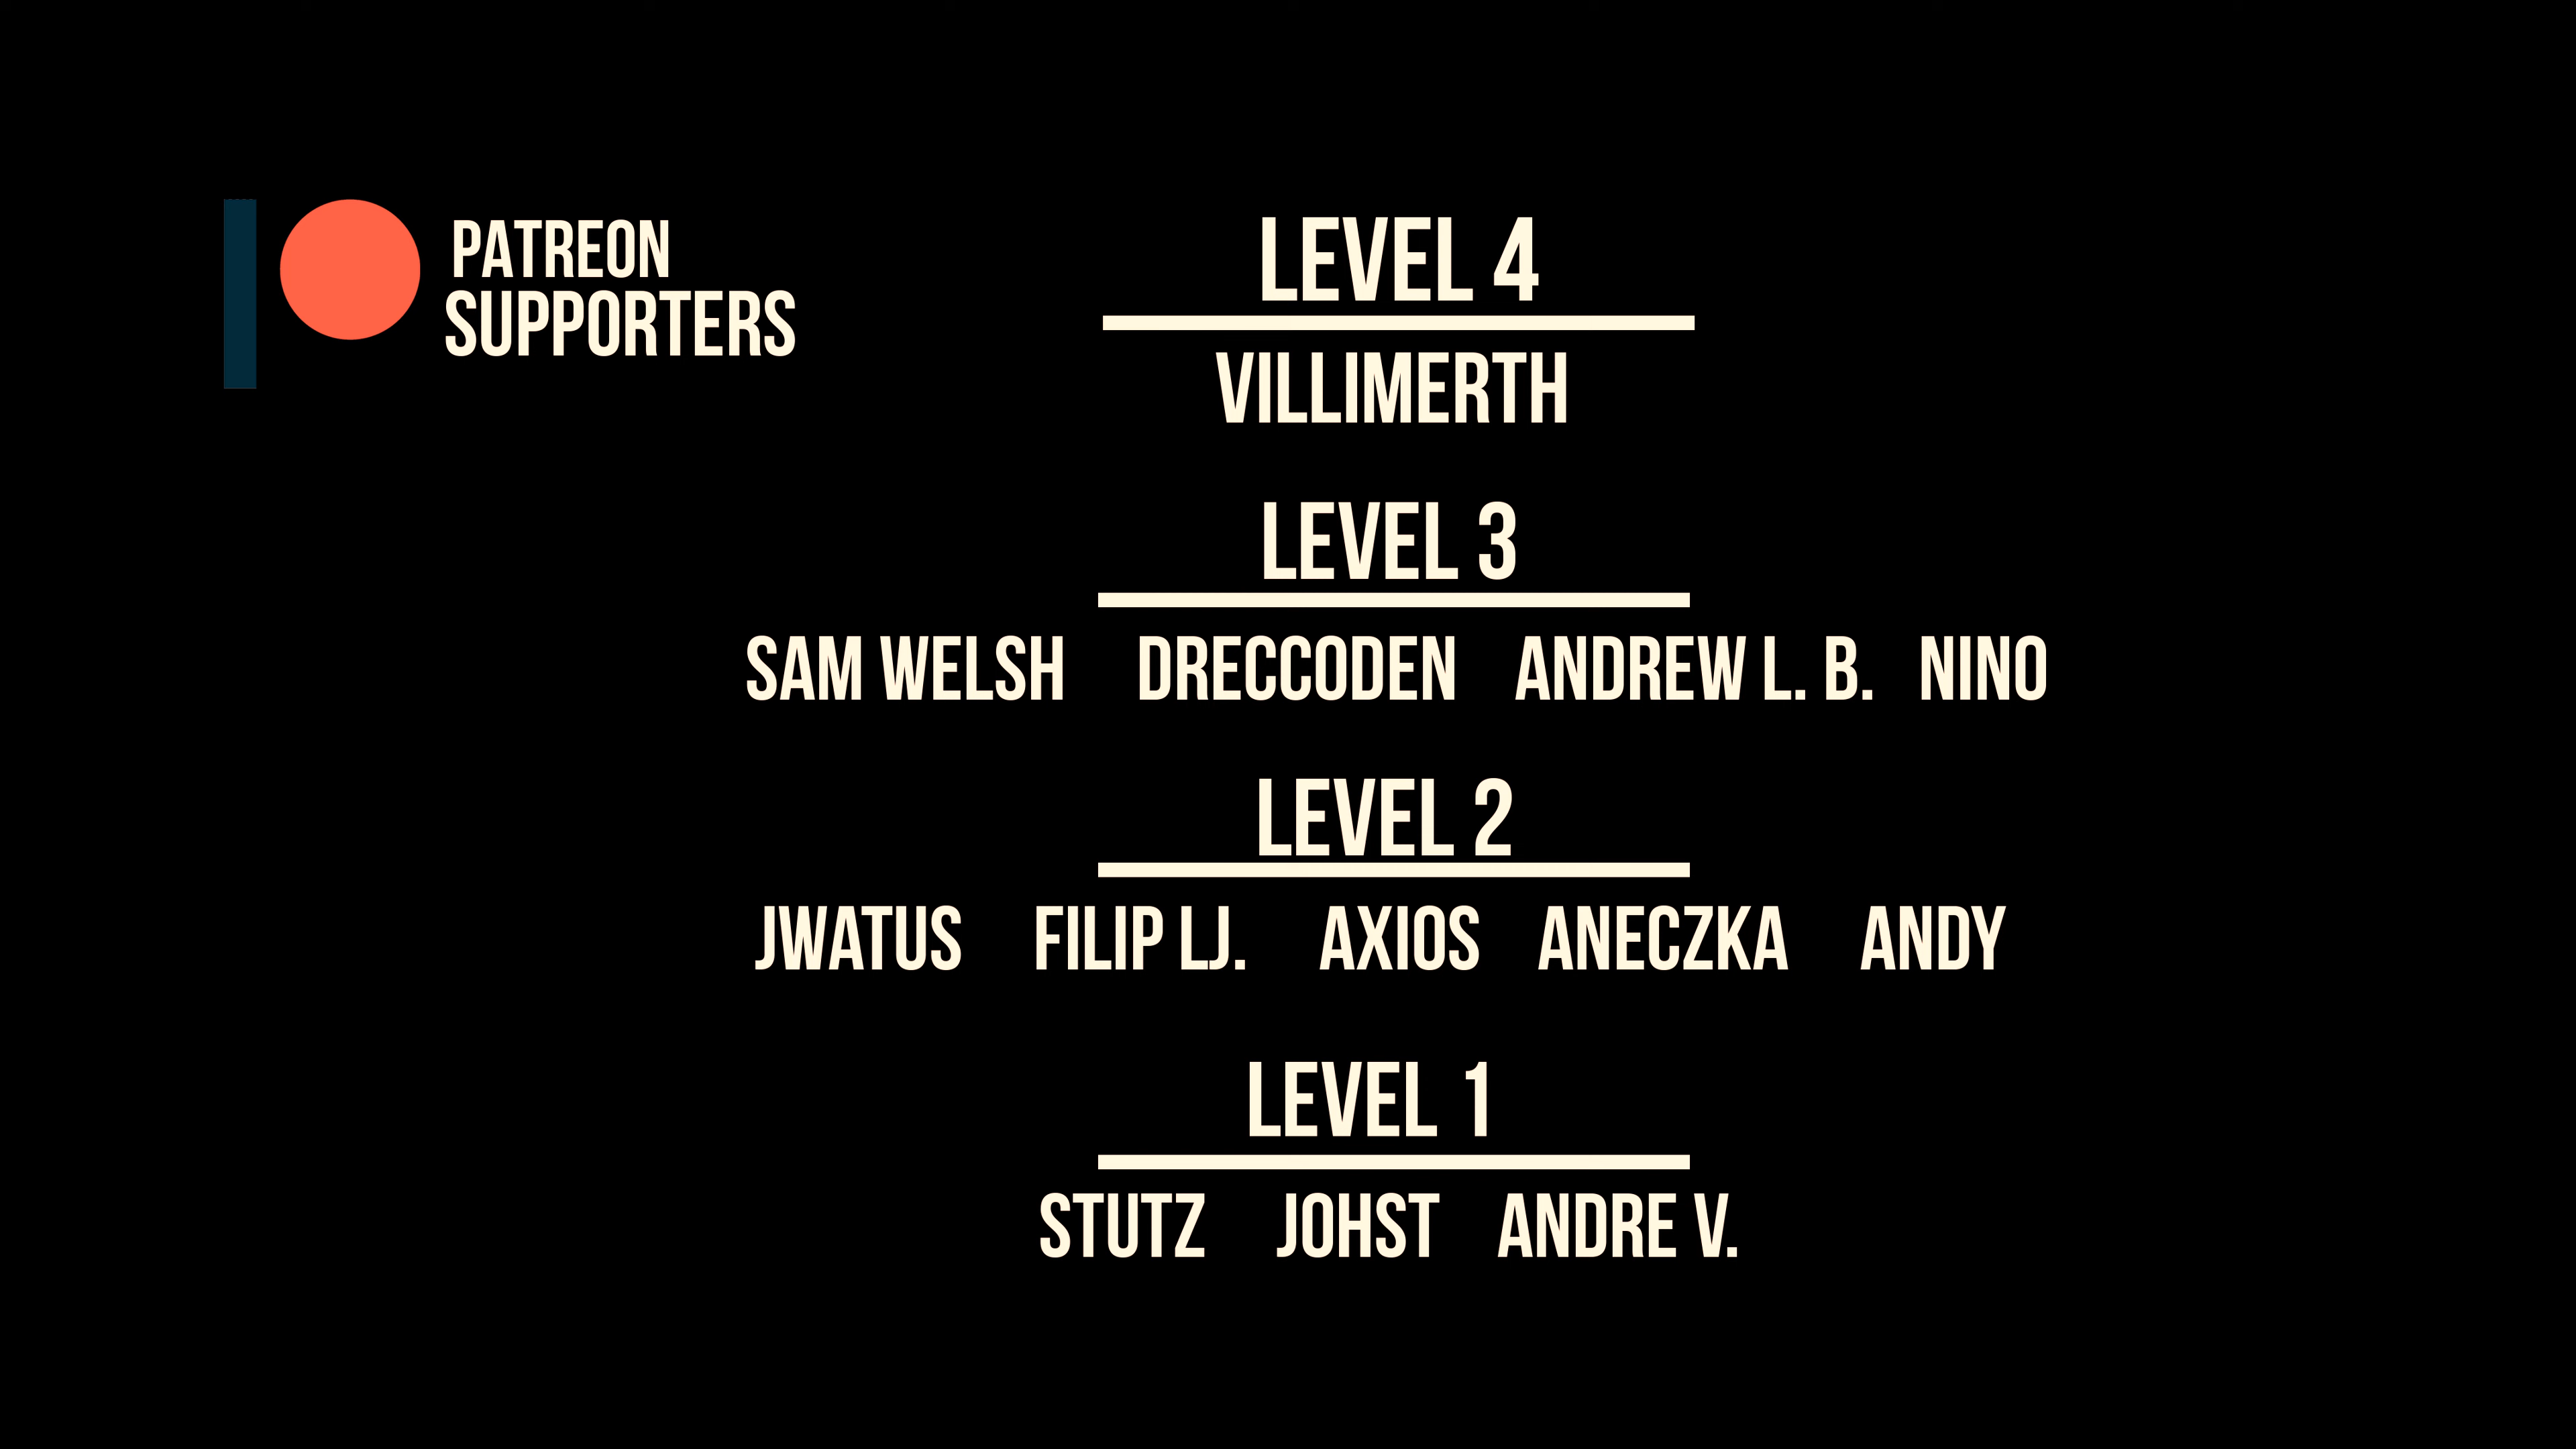 PATREON
SUPPORTERS
LEVEL 4
VILLIMERTH
LEVEL 3
SAM WELSH DRECCODEN ANDREW L. B. NINO
LEVEL 2
JWATUS FILIP LJ. AXIOS ANECZKA ANDY
LEVEL 1
STUTZ JOHST ANDRE V.